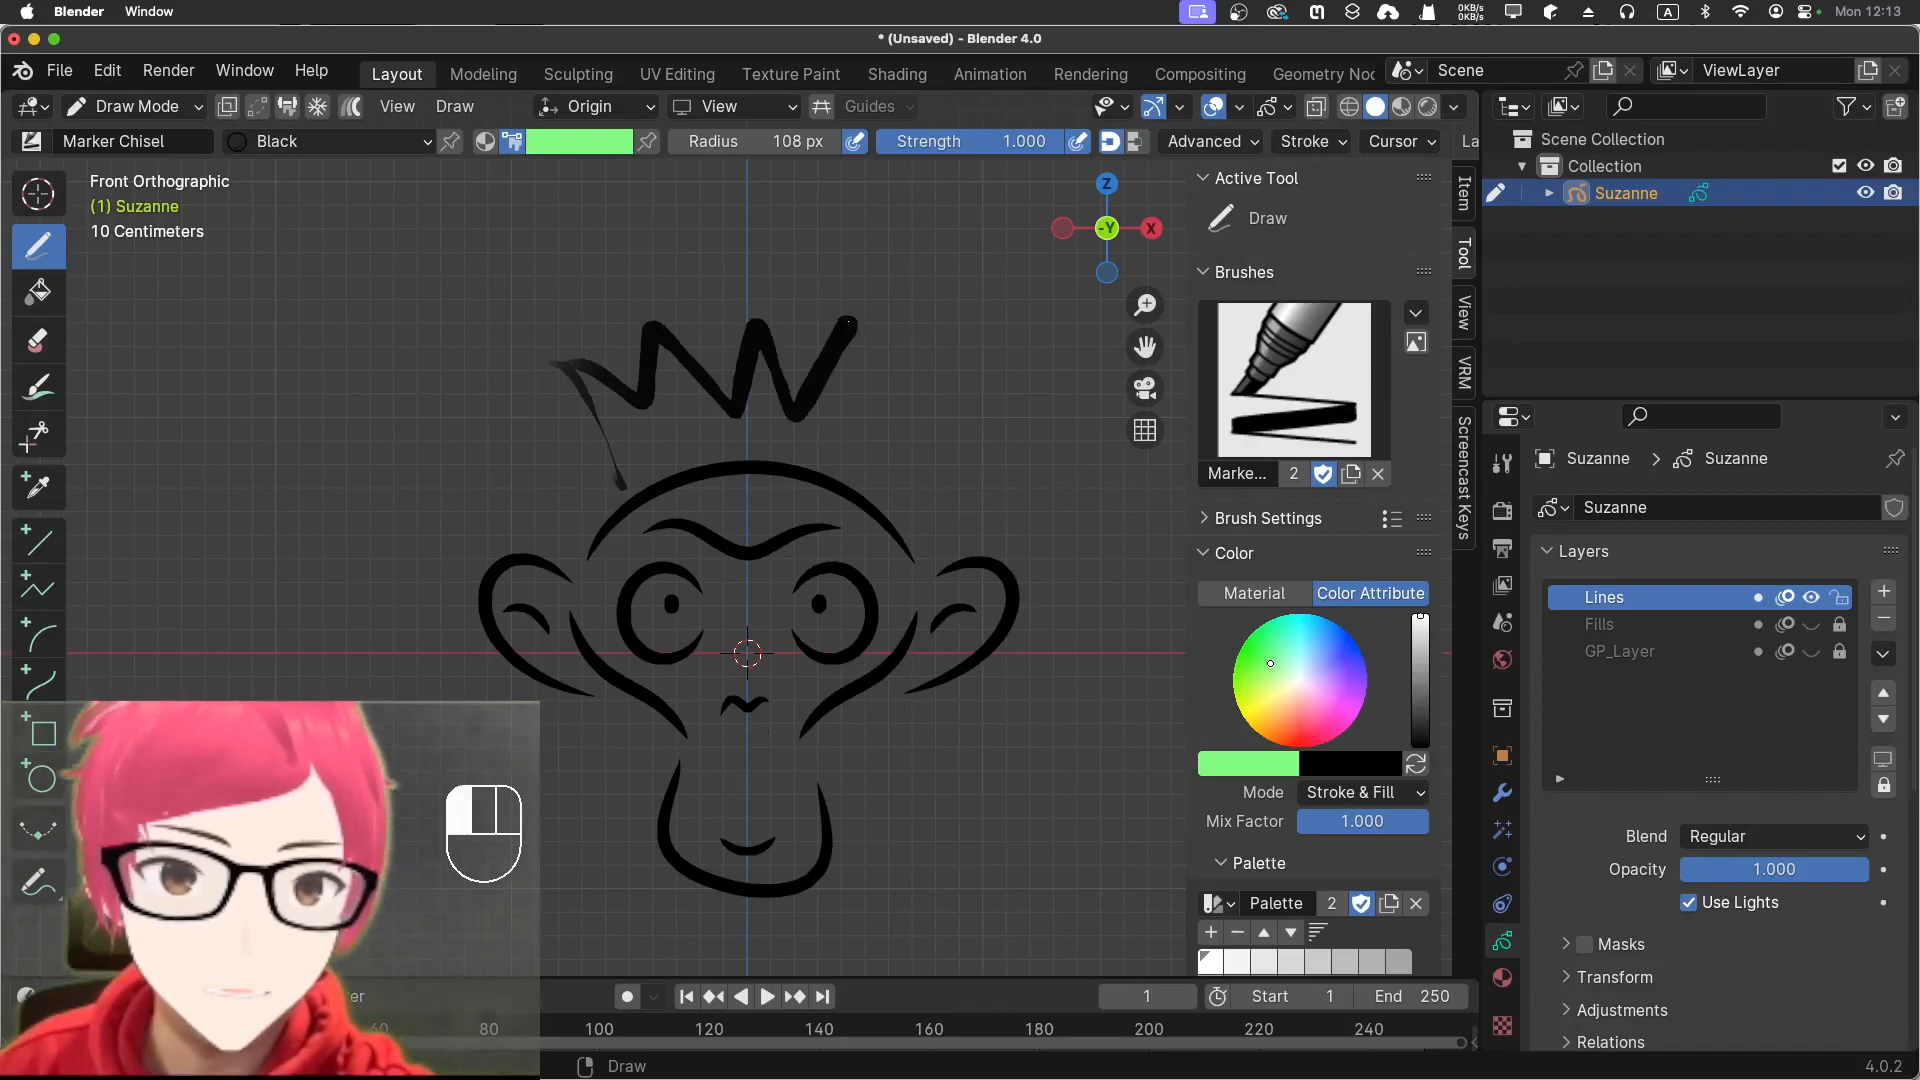 Blender Window Mon 12:13
0KB/s
0KB/s
A
* (Unsaved) - Blender 4.0
File Edit Render Window Help Layout Modeling Sculpting UV Editing Texture Paint Shading Animation Rendering Compositing Geometry Noc Scene ViewLayer
Draw Mode View Draw Origin View Guides
Marker Chisel Black Radius 108 px Strength 1.000 Advanced Stroke Cursor La
Front Orthographic
(1) Suzanne
10 Centimeters
Z
-Y
X
Active Tool
Draw
Brushes
Marke... 2
Brush Settings
Color
Material Color Attribute
Mode Stroke & Fill
Mix Factor 1.000
Palette
Palette 2
Item
Tool
View
VRM
Screencast Keys
Scene Collection
Collection
Suzanne
Suzanne Suzanne
Suzanne
Layers
Lines
Fills
GP_Layer
Blend Regular
Opacity 1.000
Use Lights
Masks
Transform
Adjustments
Relations
1 Start 1 End 250
80 100 120 140 160 180 200 220 240
Draw
4.0.2